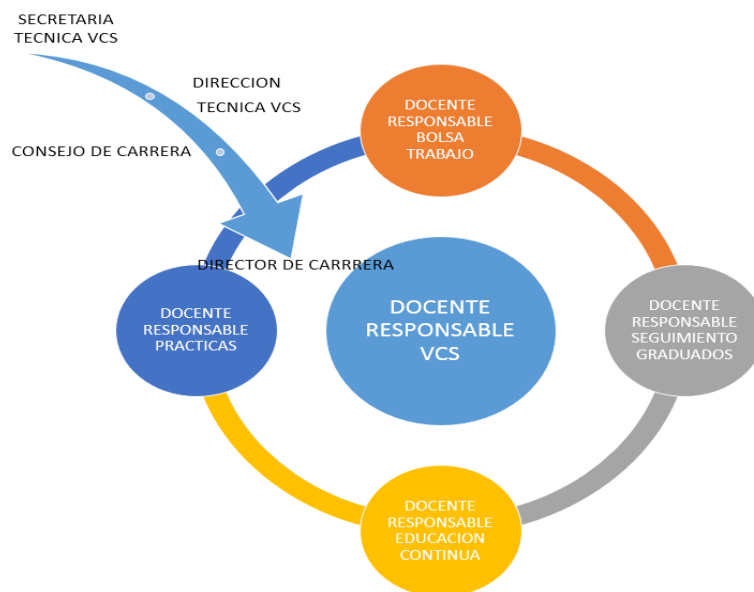 SECRETARIA
TECNICA VCS
DIRECCION
TECNICA VCS
CONSEJO DE CARRERA
DIRECTOR DE CARRRERA
DOCENTE
RESPONSABLE
BOLSA
TRABAJO
DOCENTE
RESPONSABLE
PRACTICAS
DOCENTE
RESPONSABLE
VCS
DOCENTE
RESPONSABLE
SEGUIMIENTO
GRADUADOS
DOCENTE
RESPONSABLE
EDUCACION
CONTINUA